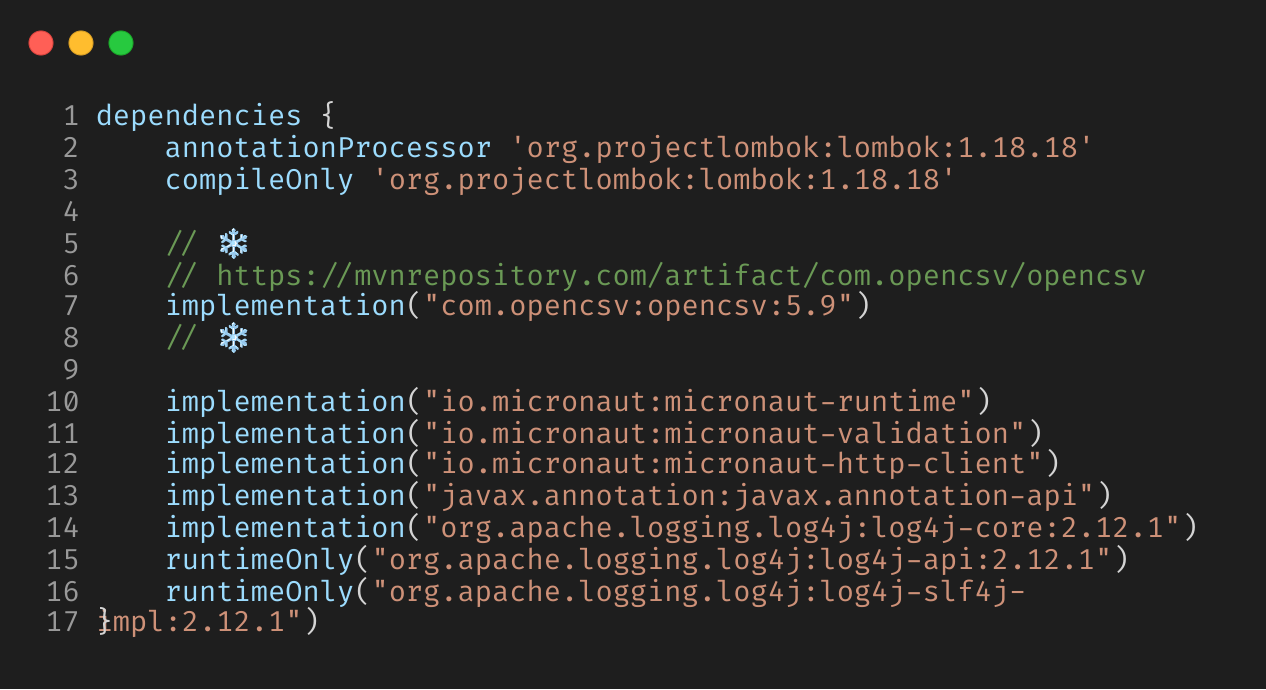 1 dependencies {
2     annotationProcessor 'org.projectlombok:lombok:1.18.18'
3     compileOnly 'org.projectlombok:lombok:1.18.18'
4
5     // ❄️
6     // https://mvnrepository.com/artifact/com.opencsv/opencsv
7     implementation("com.opencsv:opencsv:5.9")
8     // ❄️
9
10     implementation("io.micronaut:micronaut-runtime")
11     implementation("io.micronaut:micronaut-validation")
12     implementation("io.micronaut:micronaut-http-client")
13     implementation("javax.annotation:javax.annotation-api")
14     implementation("org.apache.logging.log4j:log4j-core:2.12.1")
15     runtimeOnly("org.apache.logging.log4j:log4j-api:2.12.1")
16     runtimeOnly("org.apache.logging.log4j:log4j-slf4j-
impl:2.12.1")
17 }